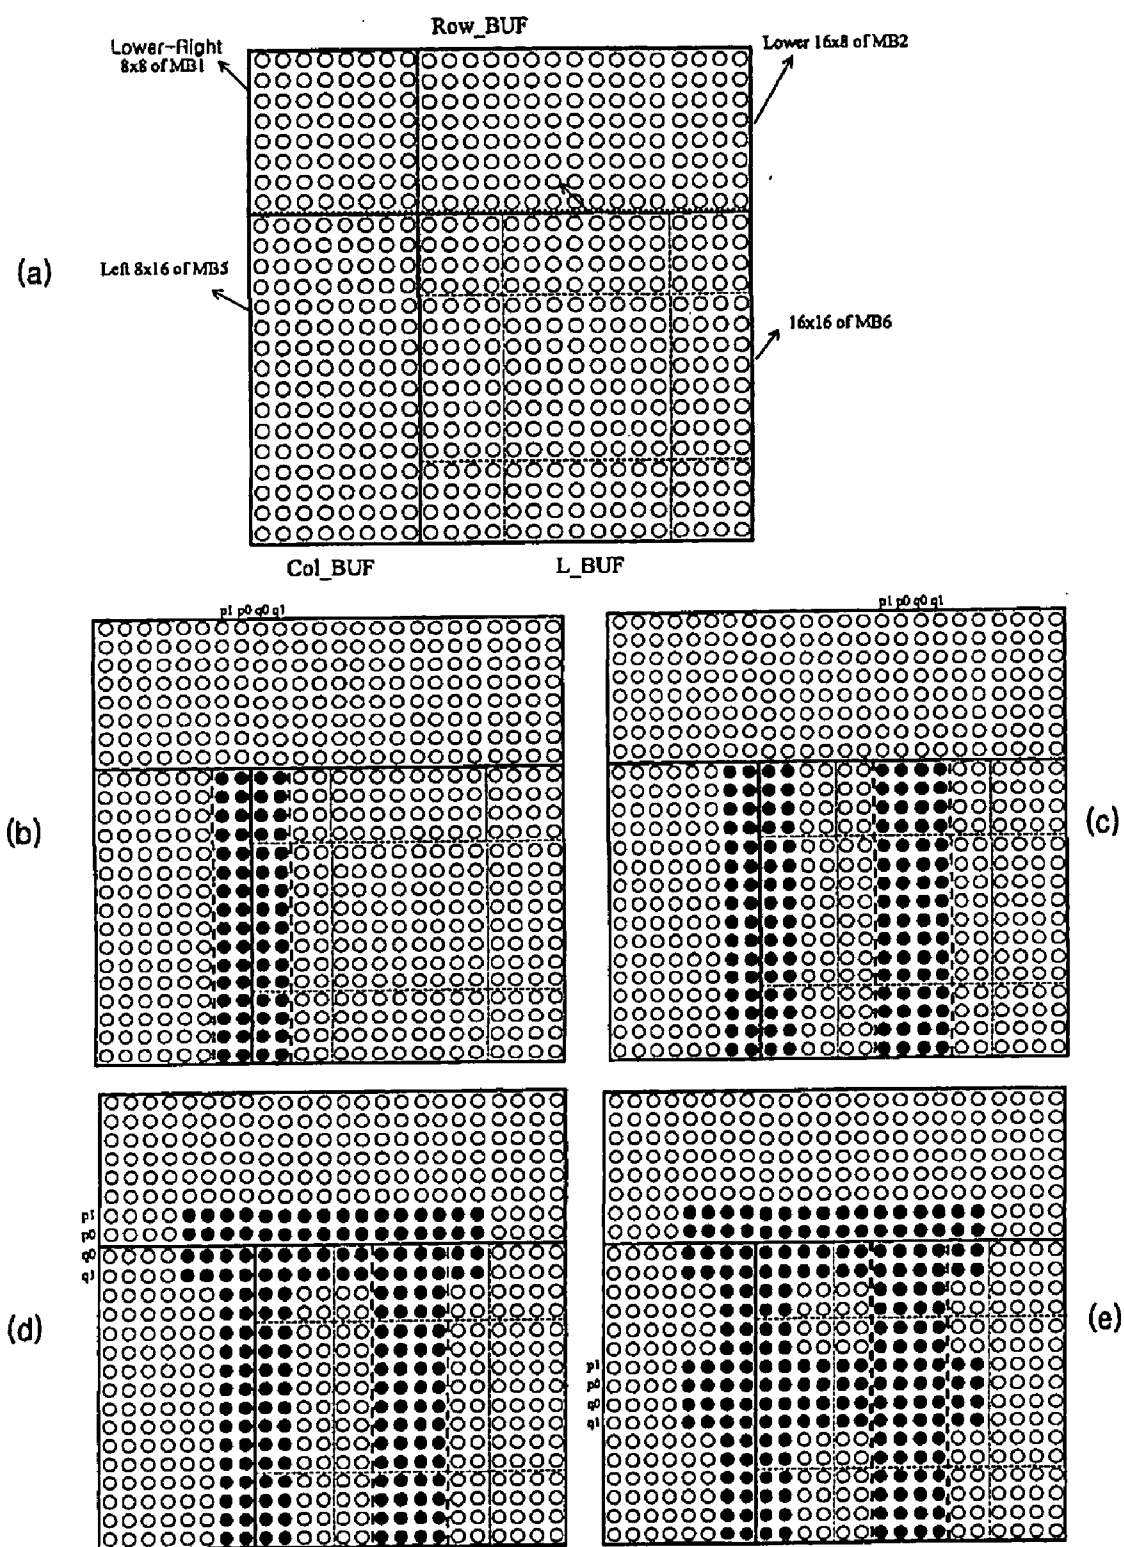 Row_BUF
Lower-Right
8x8 of MB1
Lower 16x8 of MB2
(a)
Left 8x16 of MB5
16x16 of MB6
Col_BUF
L_BUF
p1 p0 q0 q1
p1 p0 q0 q1
(b)
(c)
p1
p0
q0
q1
(d)
p1
p0
q0
q1
(e)